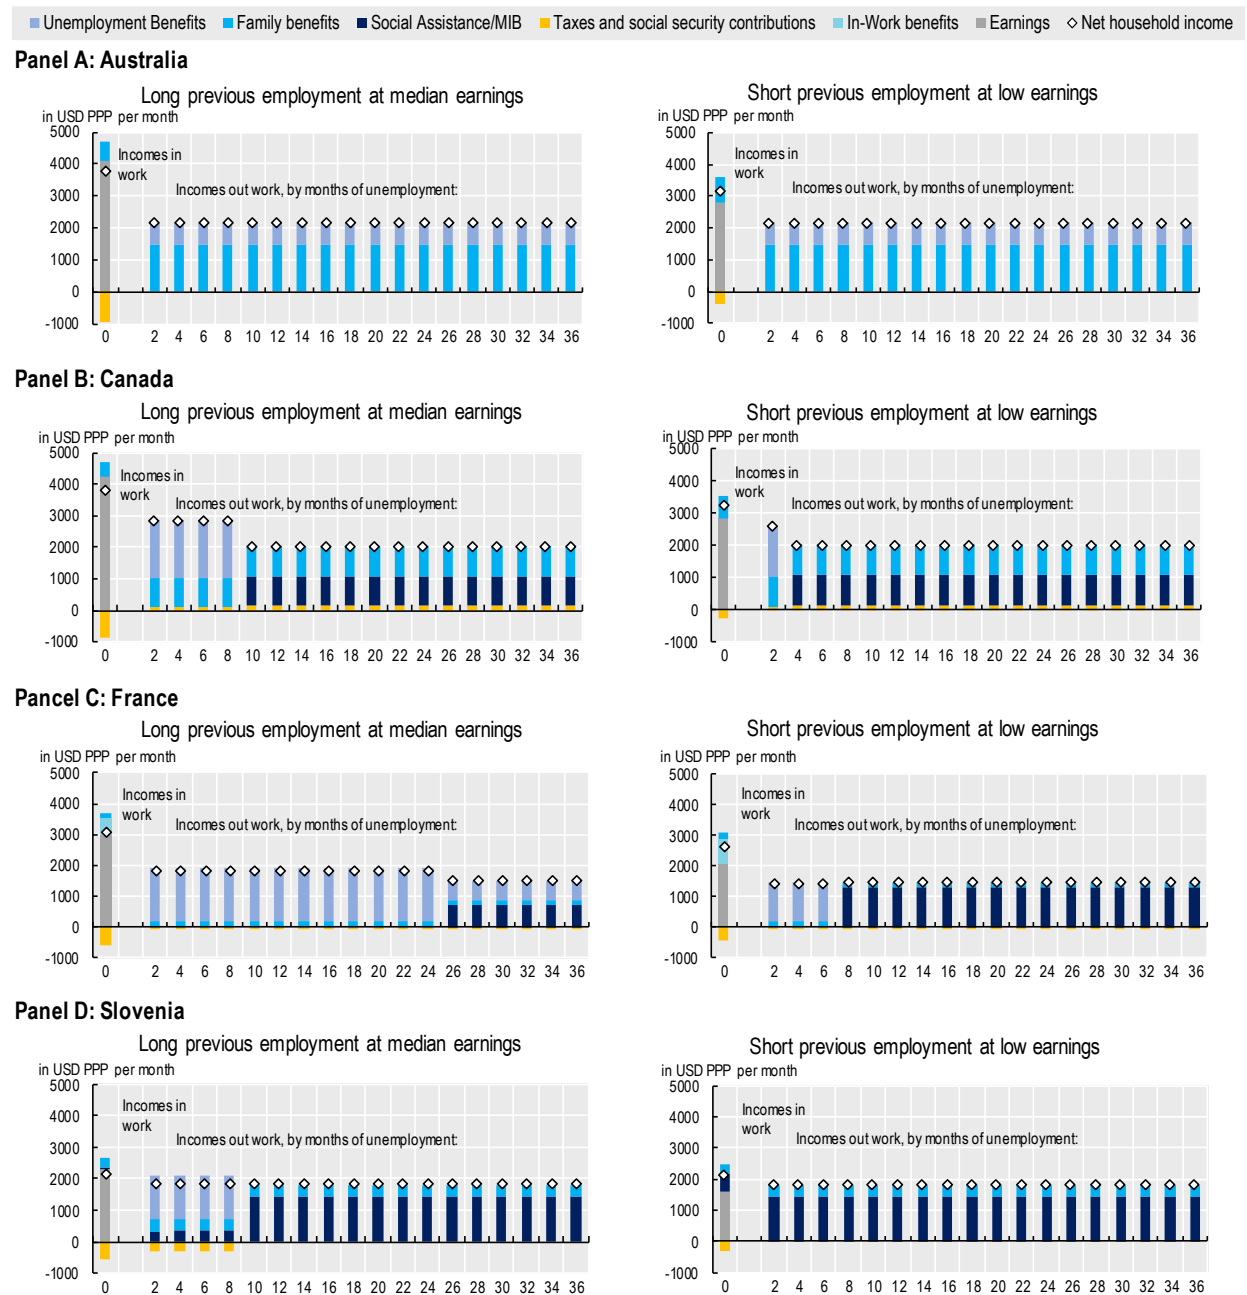 Unemployment Benefits Family benefits Social Assistance/MIB Taxes and social security contributions In-Work benefits Earnings Net household income
Panel A: Australia
Long previous employment at median earnings
in USD PPP per month
5000
4000
3000
2000
1000
0
-1000
Incomes in
work
Incomes out work, by months of unemployment:
0 2 4 6 8 10 12 14 16 18 20 22 24 26 28 30 32 34 36
Short previous employment at low earnings
in USD PPP per month
5000
4000
3000
2000
1000
0
-1000
Incomes in
work
Incomes out work, by months of unemployment:
0 2 4 6 8 10 12 14 16 18 20 22 24 26 28 30 32 34 36
Panel B: Canada
Long previous employment at median earnings
in USD PPP per month
5000
4000
3000
2000
1000
0
-1000
Incomes in
work
Incomes out work, by months of unemployment:
0 2 4 6 8 10 12 14 16 18 20 22 24 26 28 30 32 34 36
Short previous employment at low earnings
in USD PPP per month
5000
4000
3000
2000
1000
0
-1000
Incomes in
work
Incomes out work, by months of unemployment:
0 2 4 6 8 10 12 14 16 18 20 22 24 26 28 30 32 34 36
Pancel C: France
Long previous employment at median earnings
in USD PPP per month
5000
4000
3000
2000
1000
0
-1000
Incomes in
work
Incomes out work, by months of unemployment:
0 2 4 6 8 10 12 14 16 18 20 22 24 26 28 30 32 34 36
Short previous employment at low earnings
in USD PPP per month
5000
4000
3000
2000
1000
0
-1000
Incomes in
work
Incomes out work, by months of unemployment:
0 2 4 6 8 10 12 14 16 18 20 22 24 26 28 30 32 34 36
Panel D: Slovenia
Long previous employment at median earnings
in USD PPP per month
5000
4000
3000
2000
1000
0
-1000
Incomes in
work
Incomes out work, by months of unemployment:
0 2 4 6 8 10 12 14 16 18 20 22 24 26 28 30 32 34 36
Short previous employment at low earnings
in USD PPP per month
5000
4000
3000
2000
1000
0
-1000
Incomes in
work
Incomes out work, by months of unemployment:
0 2 4 6 8 10 12 14 16 18 20 22 24 26 28 30 32 34 36